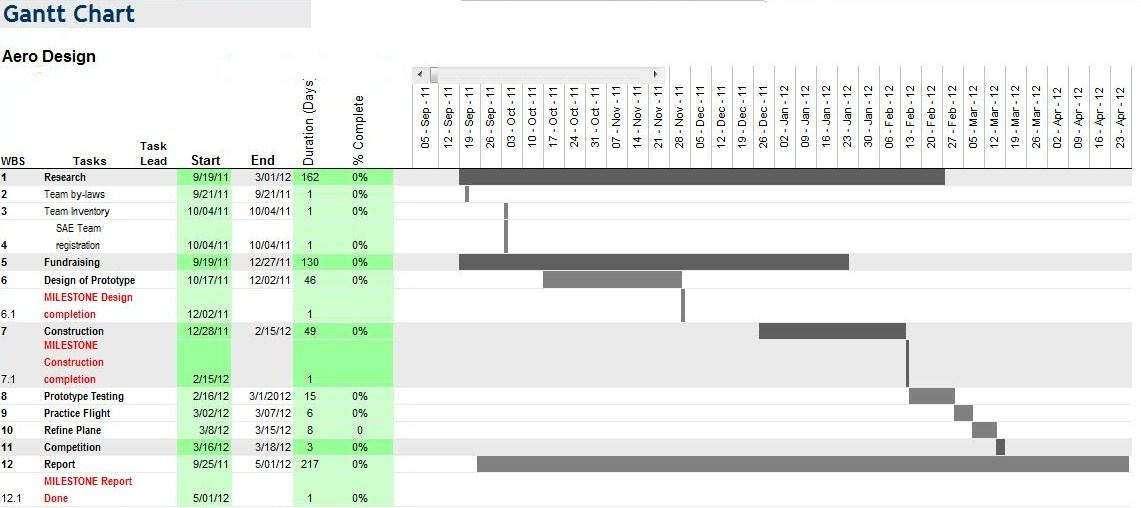 Gantt Chart
Aero Design
WBS Tasks Task Lead Start End Duration (Days) % Complete 05 - Sep - 11 12 - Sep - 11 19 - Sep - 11 26 - Sep - 11 03 - Oct - 11 10 - Oct - 11 17 - Oct - 11 24 - Oct - 11 31 - Oct - 11 07 - Nov - 11 14 - Nov - 11 21 - Nov - 11 28 - Nov - 11 05 - Dec - 11 12 - Dec - 11 19 - Dec - 11 26 - Dec - 11 02 - Jan - 12 09 - Jan - 12 16 - Jan - 12 23 - Jan - 12 30 - Jan - 12 06 - Feb - 12 13 - Feb - 12 20 - Feb - 12 27 - Feb - 12 05 - Mar - 12 12 - Mar - 12 19 - Mar - 12 26 - Mar - 12 02 - Apr - 12 09 - Apr - 12 16 - Apr - 12 23 - Apr - 12
1 Research 9/19/11 3/01/12 162 0%
2 Team by-laws 9/21/11 9/21/11 1 0%
3 Team Inventory 10/04/11 10/04/11 1 0%
SAE Team
4 registration 10/04/11 10/04/11 1 0%
5 Fundraising 9/19/11 12/27/11 130 0%
6 Design of Prototype 10/17/11 12/02/11 46 0%
MILESTONE Design
6.1 completion 12/02/11 1
7 Construction 12/28/11 2/15/12 49 0%
MILESTONE
Construction
7.1 completion 2/15/12 1
8 Prototype Testing 2/16/12 3/1/2012 15 0%
9 Practice Flight 3/02/12 3/07/12 6 0%
10 Refine Plane 3/8/12 3/15/12 8 0
11 Competition 3/16/12 3/18/12 3 0%
12 Report 9/25/11 5/01/12 217 0%
MILESTONE Report
12.1 Done 5/01/12 1 0%